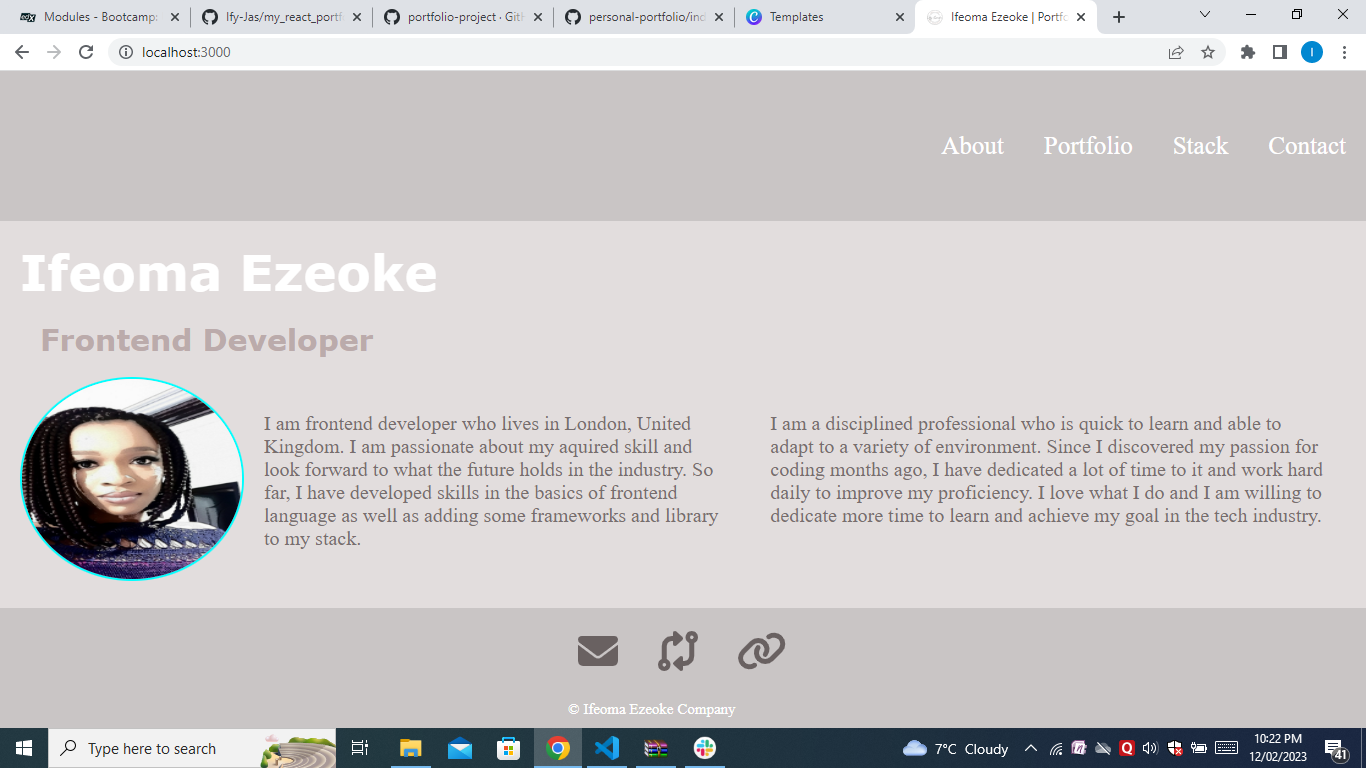 Modules - Bootcamp:
Ify-Jas/my_react_portf
portfolio-project · Gith
personal-portfolio/ind
Templates
Ifeoma Ezeoke | Portfo
localhost:3000
I
About
Portfolio
Stack
Contact
Ifeoma Ezeoke
Frontend Developer
I am frontend developer who lives in London, United
Kingdom. I am passionate about my aquired skill and
look forward to what the future holds in the industry. So
far, I have developed skills in the basics of frontend
language as well as adding some frameworks and library
to my stack.
I am a disciplined professional who is quick to learn and able to
adapt to a variety of environment. Since I discovered my passion for
coding months ago, I have dedicated a lot of time to it and work hard
daily to improve my proficiency. I love what I do and I am willing to
dedicate more time to learn and achieve my goal in the tech industry.
© Ifeoma Ezeoke Company
Type here to search
7°C Cloudy
10:22 PM
12/02/2023
41